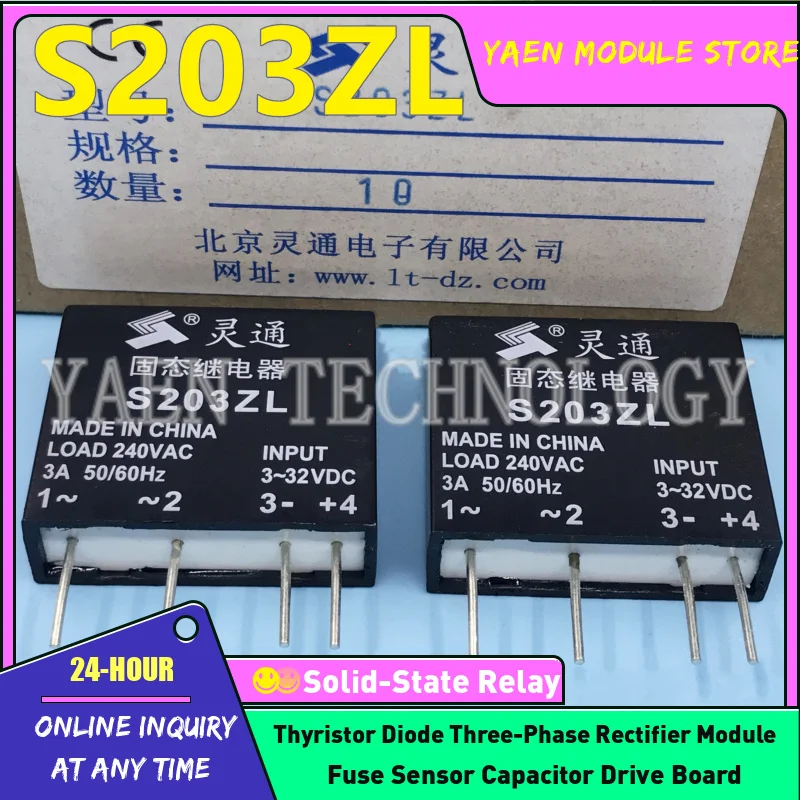 S203ZL
YAEN MODULE STORE
灵
型号: S203ZL
规格:
数量: 10
北京灵通电子有限公司
网址: www.lt-dz.com
YAEN TECHNOLOGY
® 灵通
固态继电器
S203ZL
MADE IN CHINA
LOAD 240VAC INPUT
3A 50/60Hz 3~32VDC
1~ ~2 3- +4
® 灵通
固态继电器
S203ZL
MADE IN CHINA
LOAD 240VAC INPUT
3A 50/60Hz 3~32VDC
1~ ~2 3- +4
24-HOUR
ONLINE INQUIRY
AT ANY TIME
Solid-State Relay
Thyristor Diode Three-Phase Rectifier Module
Fuse Sensor Capacitor Drive Board